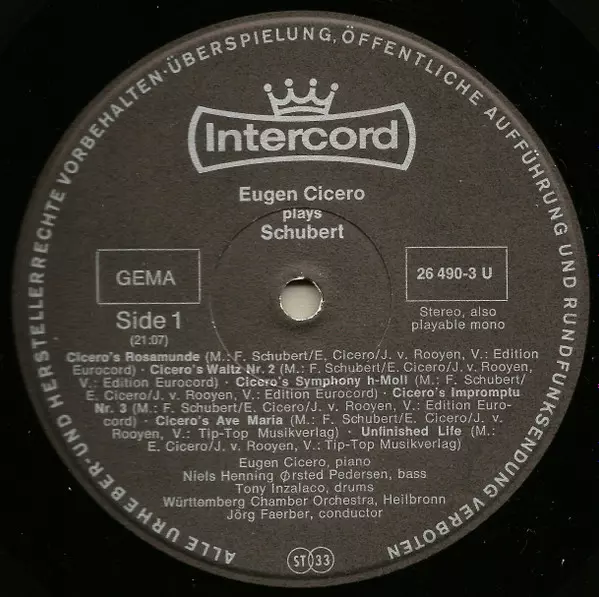 ALLE URHEBER- UND HERSTELLERRECHTE VORBEHALTEN · ÜBERSPIELUNG, ÖFFENTLICHE AUFFÜHRUNG UND RUNDFUNKSENDUNG VERBOTEN
Intercord
Eugen Cicero
plays
Schubert
GEMA
26 490-3 U
Side 1
(21:07)
Stereo, also
playable mono
Cicero's Rosamunde (M.: F. Schubert/E. Cicero/J. v. Rooyen, V.: Edition
Eurocord) · Cicero's Waltz Nr. 2 (M.: F. Schubert/E. Cicero/J. v. Rooyen,
V.: Edition Eurocord) · Cicero's Symphony h-Moll (M.: F. Schubert/
E. Cicero/J. v. Rooyen, V.: Edition Eurocord) · Cicero's Impromptu
Nr. 3 (M.: F. Schubert/E. Cicero/J. v. Rooyen, V.: Edition Euro-
cord) · Cicero's Ave Maria (M.: F. Schubert/E. Cicero/J. v.
Rooyen, V.: Tip-Top Musikverlag) · Unfinished Life (M.:
E. Cicero/J. v. Rooyen, V.: Tip-Top Musikverlag)
Eugen Cicero, piano
Niels Henning Ørsted Pedersen, bass
Tony Inzalaco, drums
Württemberg Chamber Orchestra, Heilbronn
Jörg Faerber, conductor
ST 33